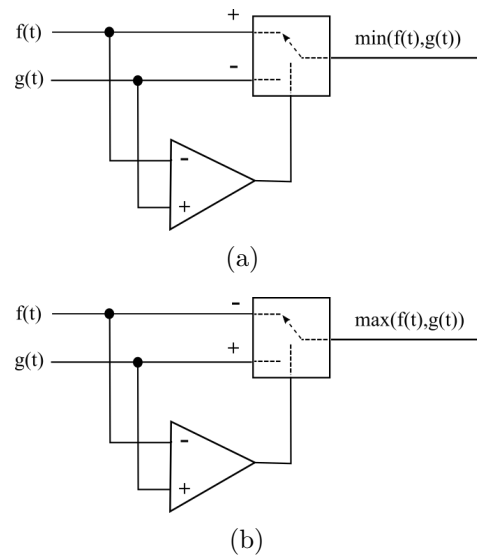 +
f(t)
min(f(t),g(t))
-
g(t)
-
+
(a)
-
f(t)
max(f(t),g(t))
+
g(t)
-
+
(b)